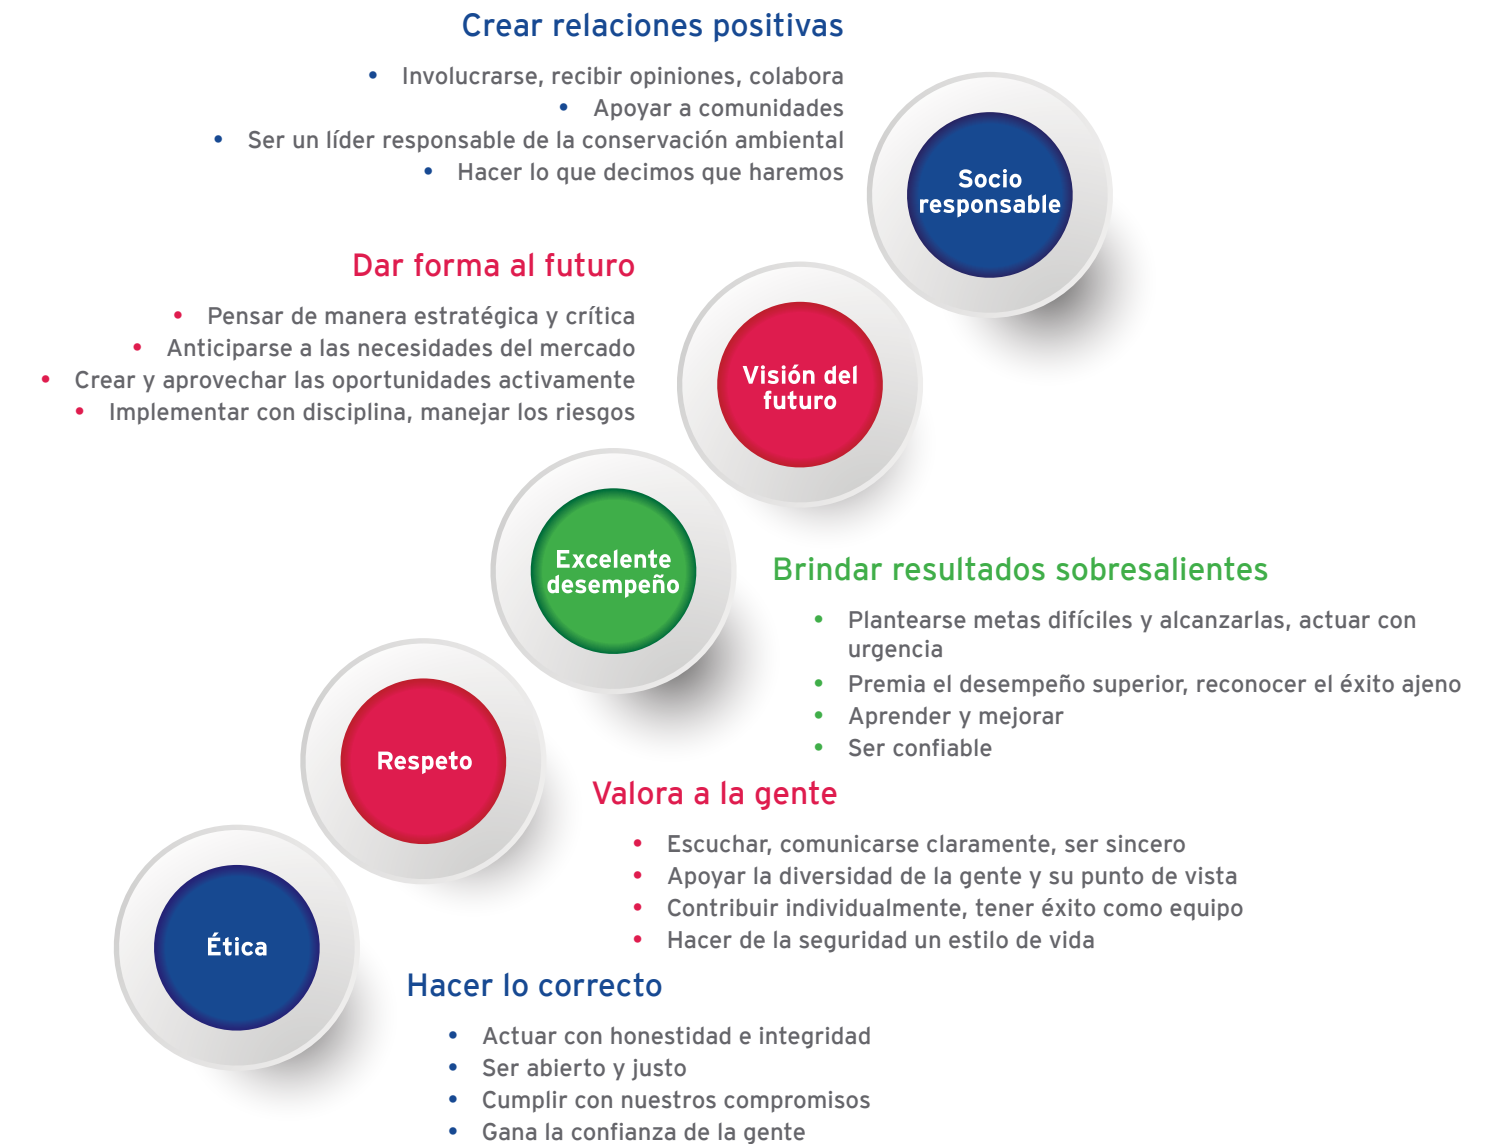 Crear relaciones positivas
• Involucrarse, recibir opiniones, colabora
• Apoyar a comunidades
• Ser un líder responsable de la conservación ambiental
• Hacer lo que decimos que haremos
Socio
responsable
Dar forma al futuro
• Pensar de manera estratégica y crítica
• Anticiparse a las necesidades del mercado
• Crear y aprovechar las oportunidades activamente
• Implementar con disciplina, manejar los riesgos
Visión del
futuro
Excelente
desempeño
Brindar resultados sobresalientes
• Plantearse metas difíciles y alcanzarlas, actuar con
urgencia
• Premia el desempeño superior, reconocer el éxito ajeno
• Aprender y mejorar
• Ser confiable
Respeto
Valora a la gente
• Escuchar, comunicarse claramente, ser sincero
• Apoyar la diversidad de la gente y su punto de vista
• Contribuir individualmente, tener éxito como equipo
• Hacer de la seguridad un estilo de vida
Ética
Hacer lo correcto
• Actuar con honestidad e integridad
• Ser abierto y justo
• Cumplir con nuestros compromisos
• Gana la confianza de la gente